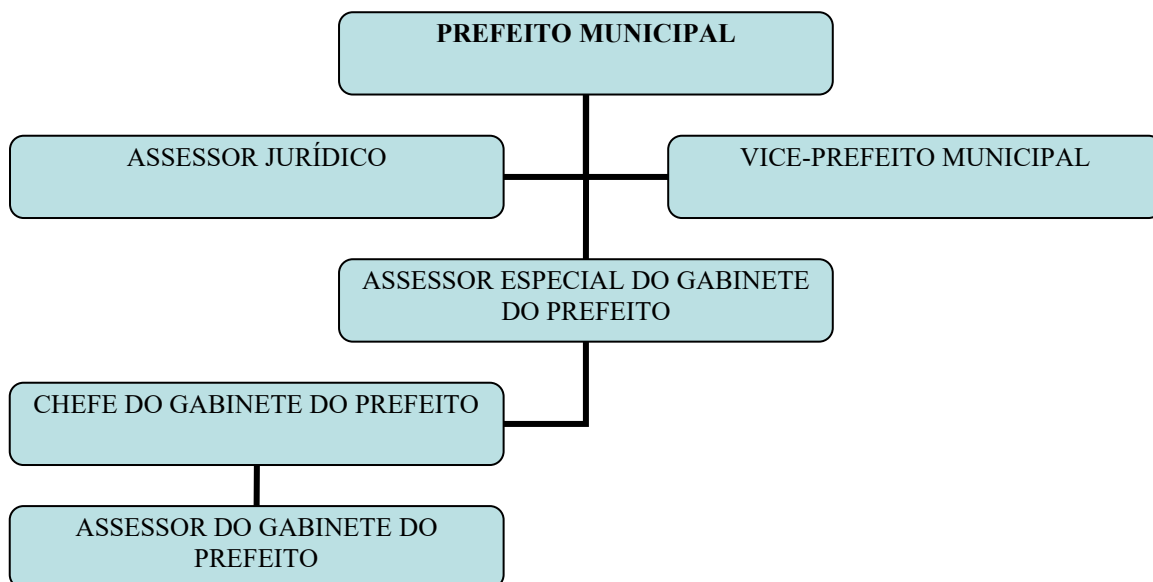 PREFEITO MUNICIPAL
ASSESSOR JURÍDICO
VICE-PREFEITO MUNICIPAL
ASSESSOR ESPECIAL DO GABINETE
DO PREFEITO
CHEFE DO GABINETE DO PREFEITO
ASSESSOR DO GABINETE DO
PREFEITO